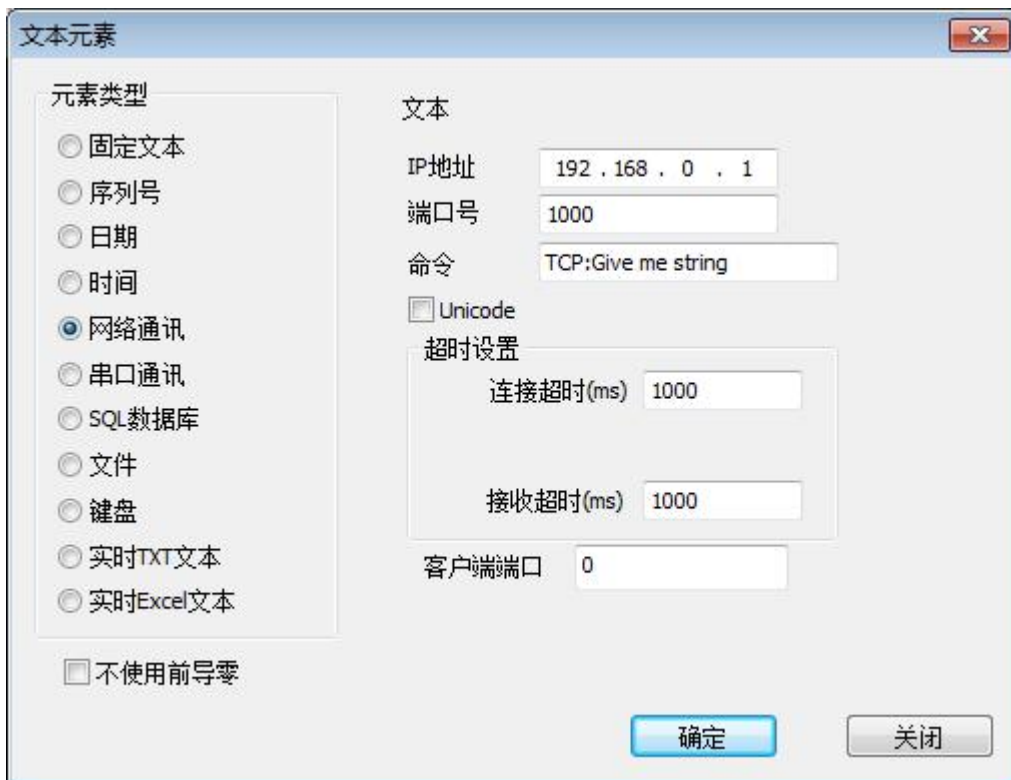 文本元素
元素类型
固定文本
序列号
日期
时间
网络通讯
串口通讯
SQL数据库
文件
键盘
实时TXT文本
实时Excel文本
不使用前导零
文本
IP地址 192 . 168 . 0 . 1
端口号 1000
命令 TCP:Give me string
Unicode
超时设置
连接超时(ms) 1000
接收超时(ms) 1000
客户端端口 0
确定 关闭